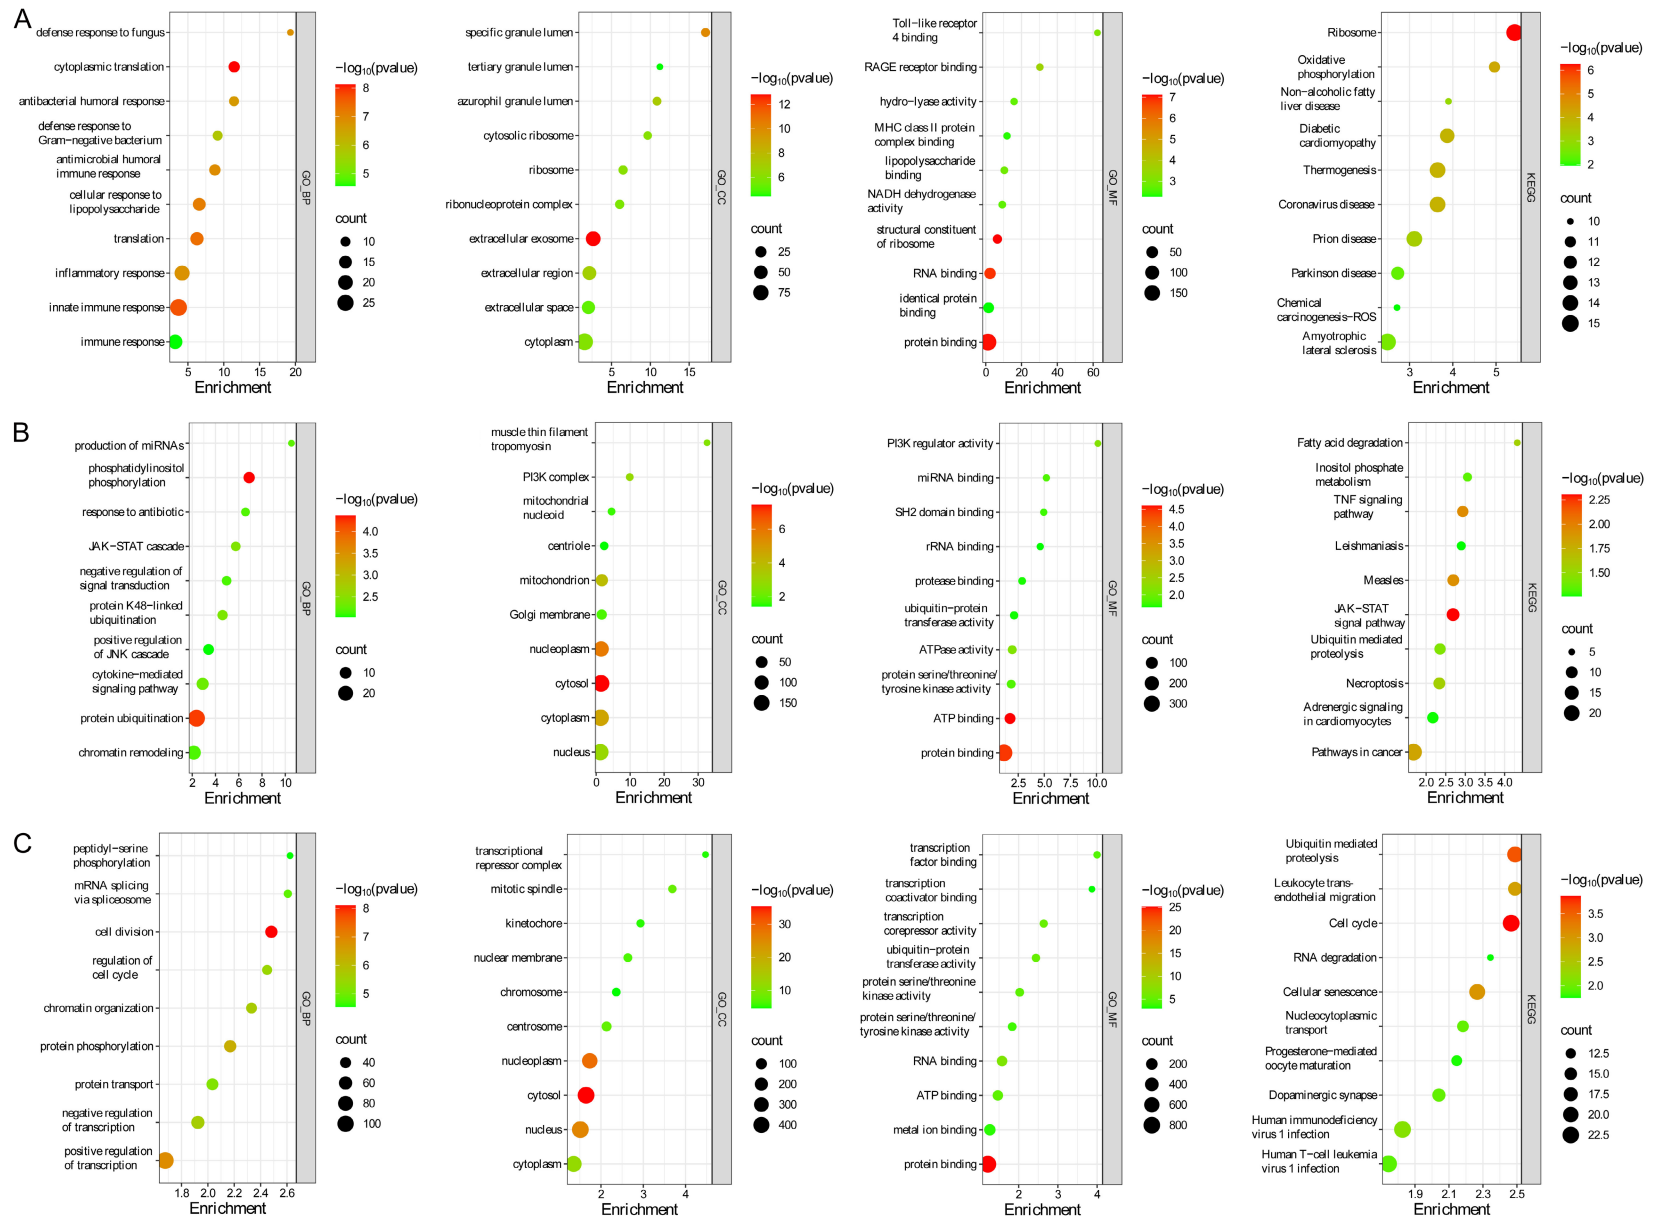 A
defense response to fungus
cytoplasmic translation
antibacterial humoral response
defense response to
Gram−negative bacterium
antimicrobial humoral
immune response
cellular response to
lipopolysaccharide
translation
inflammatory response
innate immune response
immune response
5 10 15 20
Enrichment
GO_BP
−log10(pvalue)
8
7
6
5
count
10
15
20
25
specific granule lumen
tertiary granule lumen
azurophil granule lumen
cytosolic ribosome
ribosome
ribonucleoprotein complex
extracellular exosome
extracellular region
extracellular space
cytoplasm
5 10 15
Enrichment
GO_CC
−log10(pvalue)
12
10
8
6
count
25
50
75
Toll−like receptor
4 binding
RAGE receptor binding
hydro−lyase activity
MHC class II protein
complex binding
lipopolysaccharide
binding
NADH dehydrogenase
activity
structural constituent
of ribosome
RNA binding
identical protein
binding
protein binding
0 20 40 60
Enrichment
GO_MF
−log10(pvalue)
7
6
5
4
3
count
50
100
150
Ribosome
Oxidative
phosphorylation
Non−alcoholic fatty
liver disease
Diabetic
cardiomyopathy
Thermogenesis
Coronavirus disease
Prion disease
Parkinson disease
Chemical
carcinogenesis−ROS
Amyotrophic
lateral sclerosis
3 4 5
Enrichment
KEGG
−log10(pvalue)
6
5
4
3
2
count
10
11
12
13
14
15
B
production of miRNAs
phosphatidylinositol
phosphorylation
response to antibiotic
JAK−STAT cascade
negative regulation of
signal transduction
protein K48−linked
ubiquitination
positive regulation
of JNK cascade
cytokine−mediated
signaling pathway
protein ubiquitination
chromatin remodeling
2 4 6 8 10
Enrichment
GO_BP
−log10(pvalue)
4.0
3.5
3.0
2.5
count
10
20
muscle thin filament
tropomyosin
PI3K complex
mitochondrial
nucleoid
centriole
mitochondrion
Golgi membrane
nucleoplasm
cytosol
cytoplasm
nucleus
0 10 20 30
Enrichment
GO_CC
−log10(pvalue)
6
4
2
count
50
100
150
PI3K regulator activity
miRNA binding
SH2 domain binding
rRNA binding
protease binding
ubiquitin−protein
transferase activity
ATPase activity
protein serine/threonine/
tyrosine kinase activity
ATP binding
protein binding
2.5 5.0 7.5 10.0
Enrichment
GO_MF
−log10(pvalue)
4.5
4.0
3.5
3.0
2.5
2.0
count
100
200
300
Fatty acid degradation
Inositol phosphate
metabolism
TNF signaling
pathway
Leishmaniasis
Measles
JAK−STAT
signal pathway
Ubiquitin mediated
proteolysis
Necroptosis
Adrenergic signaling
in cardiomyocytes
Pathways in cancer
2.0 2.5 3.0 3.5 4.0
Enrichment
KEGG
−log10(pvalue)
2.25
2.00
1.75
1.50
count
5
10
15
20
C
peptidyl−serine
phosphorylation
mRNA splicing
via spliceosome
cell division
regulation of
cell cycle
chromatin organization
protein phosphorylation
protein transport
negative regulation
of transcription
positive regulation
of transcription
1.8 2.0 2.2 2.4 2.6
Enrichment
GO_BP
−log10(pvalue)
8
7
6
5
count
40
60
80
100
transcriptional
repressor complex
mitotic spindle
kinetochore
nuclear membrane
chromosome
centrosome
nucleoplasm
cytosol
nucleus
cytoplasm
2 3 4
Enrichment
GO_CC
−log10(pvalue)
30
20
10
count
100
200
300
400
transcription
factor binding
transcription
coactivator binding
transcription
corepressor activity
ubiquitin−protein
transferase activity
protein serine/threonine
kinase activity
protein serine/threonine/
tyrosine kinase activity
RNA binding
ATP binding
metal ion binding
protein binding
2 3 4
Enrichment
GO_MF
−log10(pvalue)
25
20
15
10
5
count
200
400
600
800
Ubiquitin mediated
proteolysis
Leukocyte trans-
endothelial migration
Cell cycle
RNA degradation
Cellular senescence
Nucleocytoplasmic
transport
Progesterone−mediated
oocyte maturation
Dopaminergic synapse
Human immunodeficiency
virus 1 infection
Human T−cell leukemia
virus 1 infection
1.9 2.1 2.3 2.5
Enrichment
KEGG
−log10(pvalue)
3.5
3.0
2.5
2.0
count
12.5
15.0
17.5
20.0
22.5